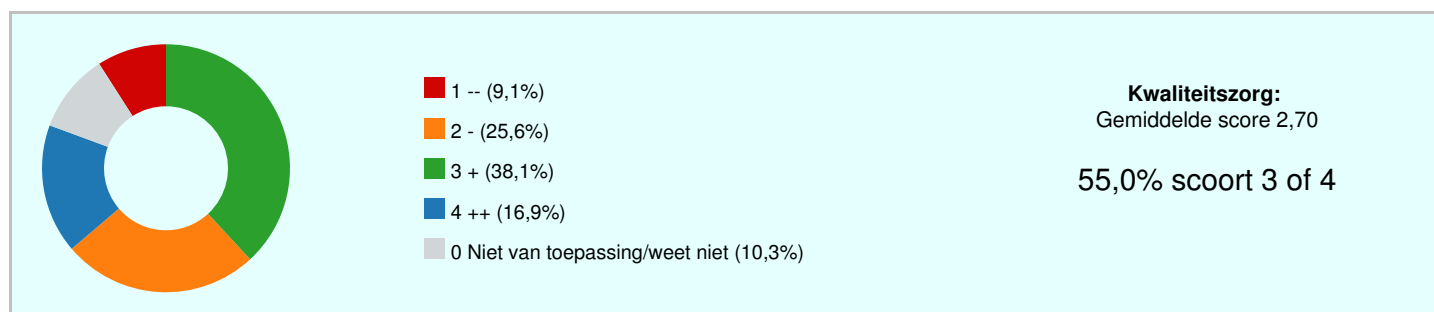 1 -- (9,1%)
2 - (25,6%)
3 + (38,1%)
4 ++ (16,9%)
0 Niet van toepassing/weet niet (10,3%)
Kwaliteitszorg:
Gemiddelde score 2,70
55,0% scoort 3 of 4